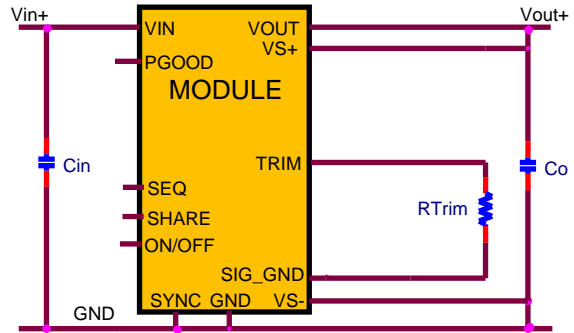 Vin+
Vout+
VIN
VOUT
VS+
PGOOD
MODULE
Cin
TRIM
Co
SEQ
RTrim
SHARE
ON/OFF
SIG_GND
SYNC GND
VS-
GND